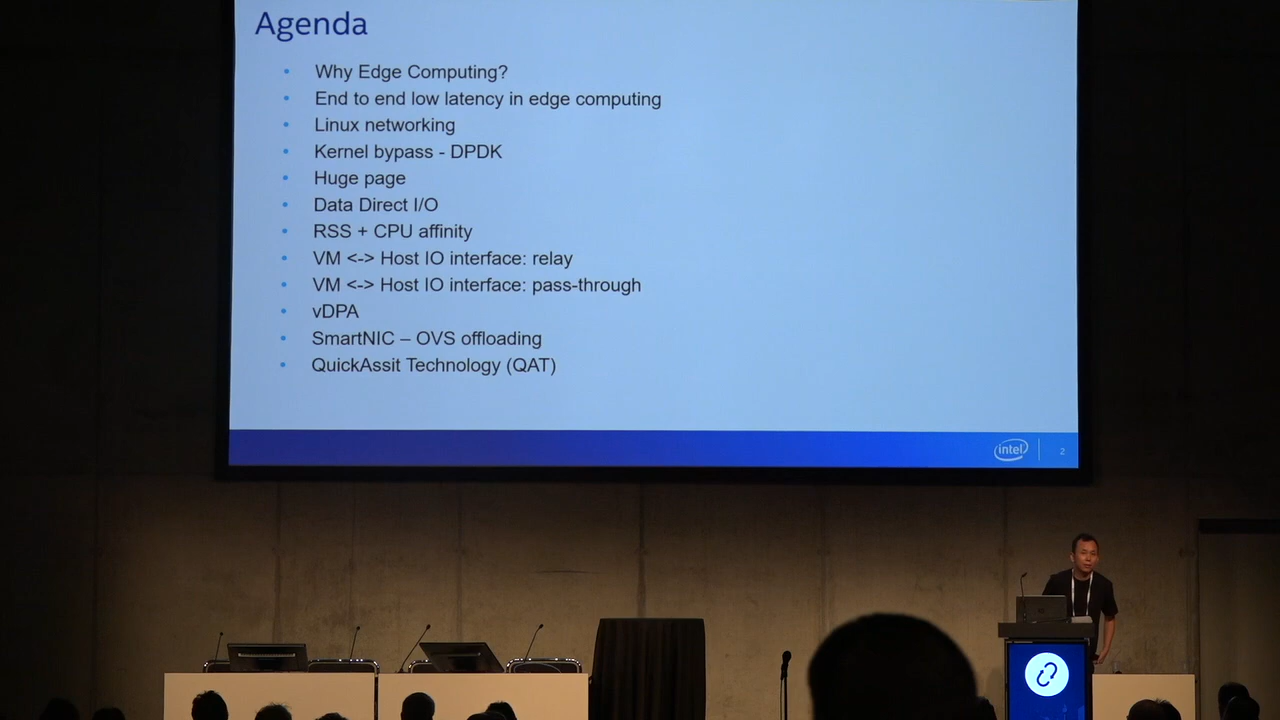 Agenda
• Why Edge Computing?
• End to end low latency in edge computing
• Linux networking
• Kernel bypass - DPDK
• Huge page
• Data Direct I/O
• RSS + CPU affinity
• VM <-> Host IO interface: relay
• VM <-> Host IO interface: pass-through
• vDPA
• SmartNIC – OVS offloading
• QuickAssit Technology (QAT)
intel
2